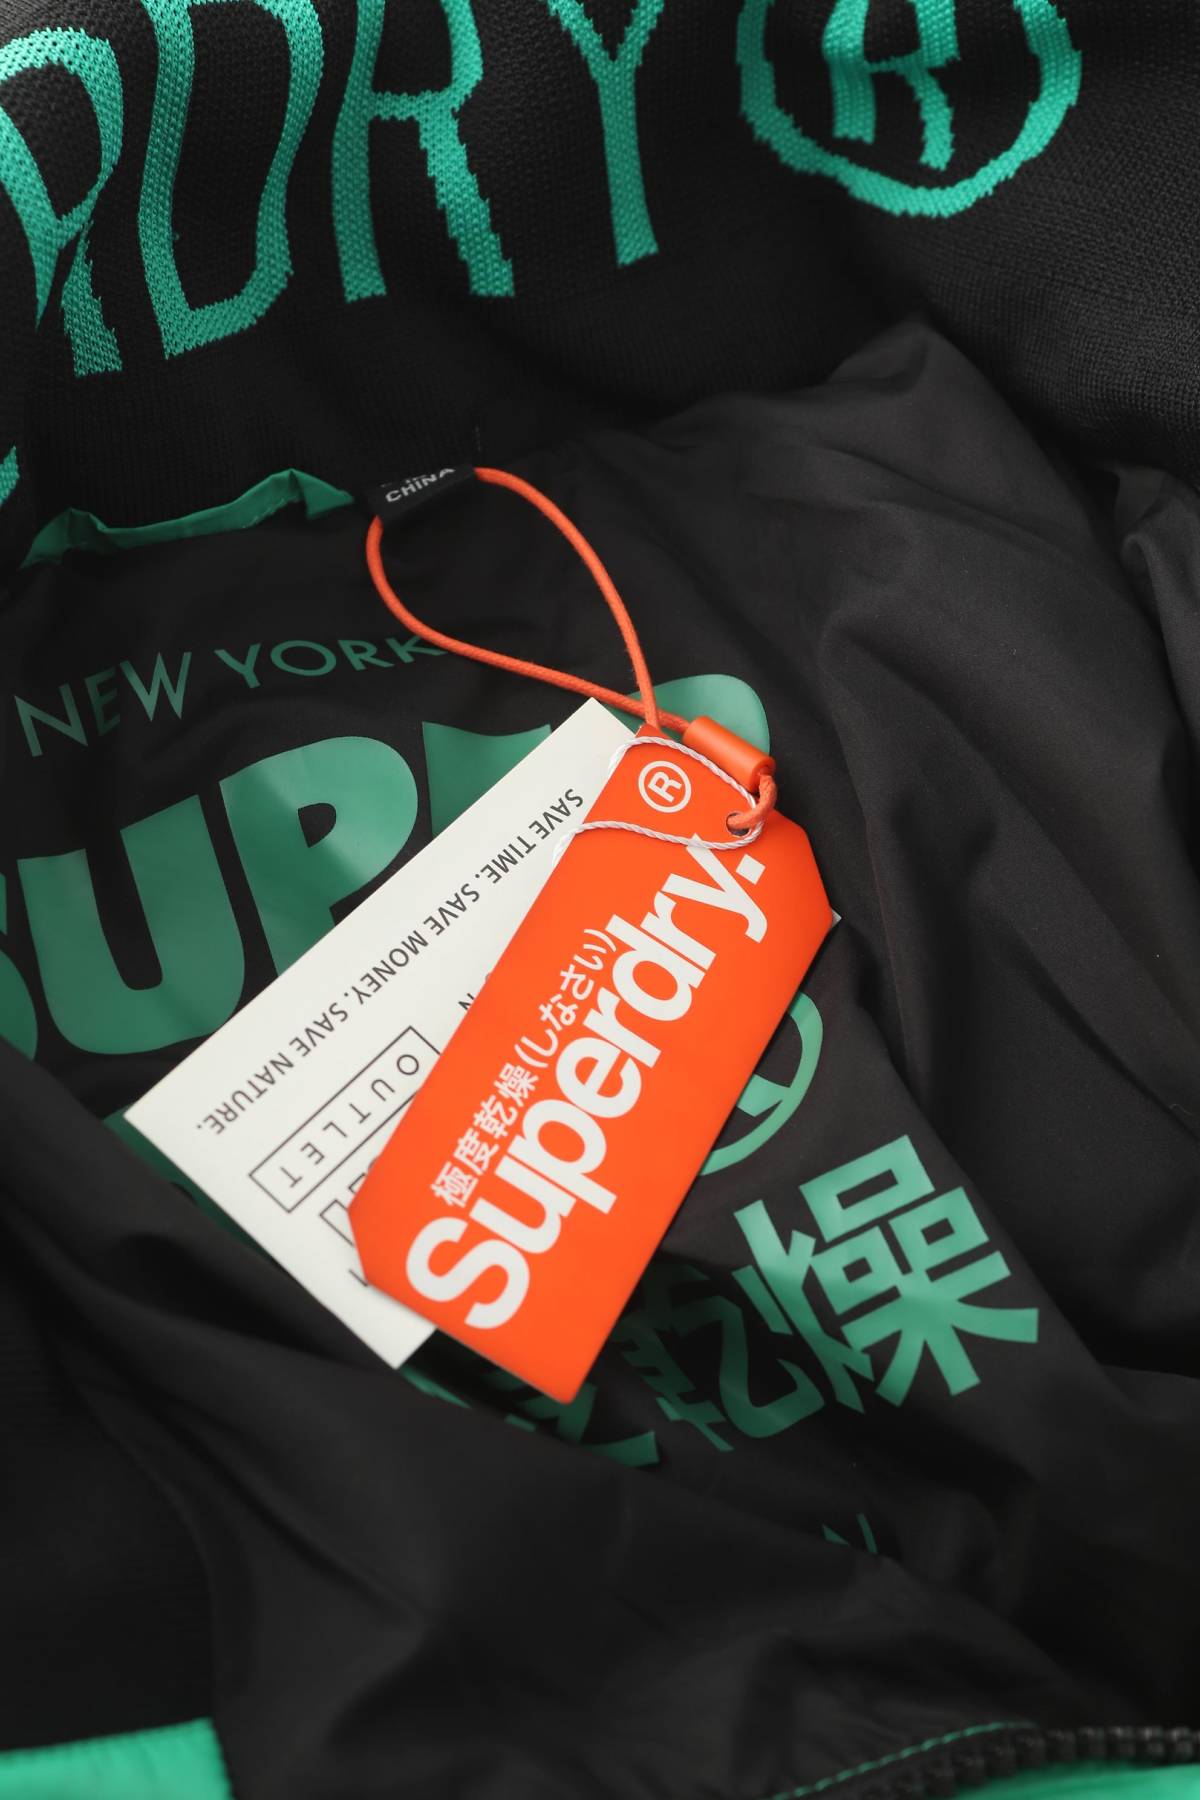 RDRY®
CHINA
NEW YORK
SUPER
®
Superdry.
極度乾燥(しなさい)
SAVE TIME. SAVE MONEY. SAVE NATURE.
OUTLET
乾燥